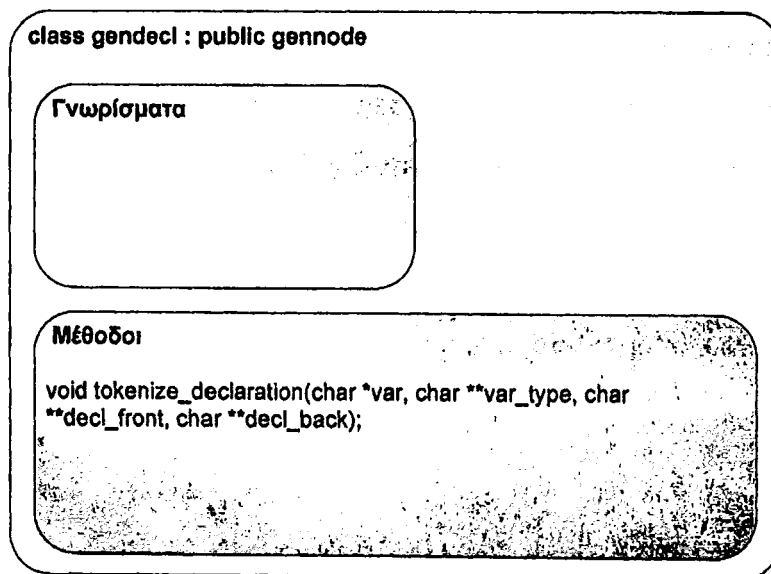 class gendecl : public gennode
Γνωρίσματα
Μέθοδοι
void tokenize_declaration(char *var, char **var_type, char
**decl_front, char **decl_back);